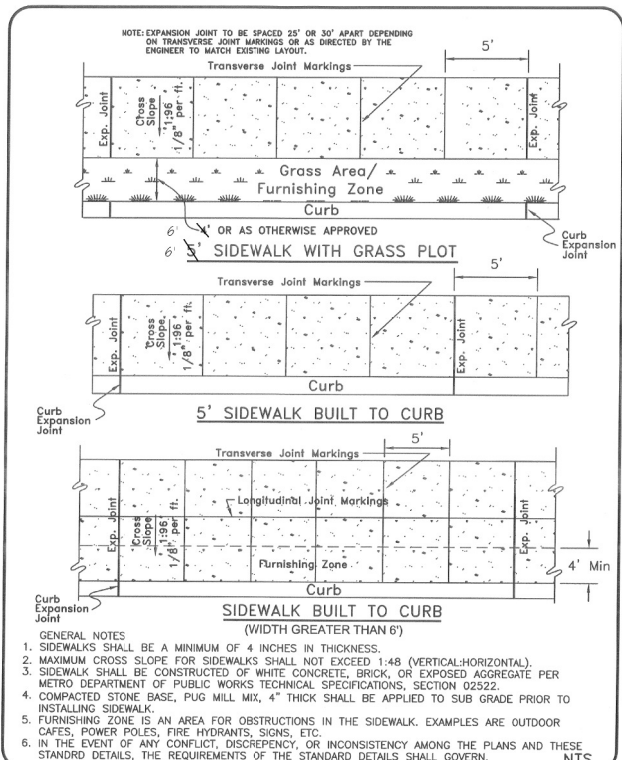 NOTE: EXPANSION JOINT TO BE SPACED 25' OR 30' APART DEPENDING
ON TRANSVERSE JOINT MARKINGS OR AS DIRECTED BY THE
ENGINEER TO MATCH EXISTING LAYOUT.
5'
Transverse Joint Markings
Exp. Joint
Cross
Slope
1:96
1/8" per ft.
Exp. Joint
Grass Area/
Furnishing Zone
Curb
6' 4' OR AS OTHERWISE APPROVED
6' 5' SIDEWALK WITH GRASS PLOT
Curb
Expansion
Joint
5'
Transverse Joint Markings
Exp. Joint
Cross
Slope
1:96
1/8" per ft.
Exp. Joint
Curb
Curb
Expansion
Joint
5' SIDEWALK BUILT TO CURB
5'
Transverse Joint Markings
Longitudinal Joint Markings
Exp. Joint
Cross
Slope
1:96
1/8" per ft.
Exp. Joint
Furnishing Zone
4' Min
Curb
Curb
Expansion
Joint
SIDEWALK BUILT TO CURB
(WIDTH GREATER THAN 6')
GENERAL NOTES
1. SIDEWALKS SHALL BE A MINIMUM OF 4 INCHES IN THICKNESS.
2. MAXIMUM CROSS SLOPE FOR SIDEWALKS SHALL NOT EXCEED 1:48 (VERTICAL:HORIZONTAL).
3. SIDEWALK SHALL BE CONSTRUCTED OF WHITE CONCRETE, BRICK, OR EXPOSED AGGREGATE PER
METRO DEPARTMENT OF PUBLIC WORKS TECHNICAL SPECIFICATIONS, SECTION 02522.
4. COMPACTED STONE BASE, PUG MILL MIX, 4" THICK SHALL BE APPLIED TO SUB GRADE PRIOR TO
INSTALLING SIDEWALK.
5. FURNISHING ZONE IS AN AREA FOR OBSTRUCTIONS IN THE SIDEWALK. EXAMPLES ARE OUTDOOR
CAFES, POWER POLES, FIRE HYDRANTS, SIGNS, ETC.
6. IN THE EVENT OF ANY CONFLICT, DISCREPENCY, OR INCONSISTENCY AMONG THE PLANS AND THESE
STANDRD DETAILS, THE REQUIREMENTS OF THE STANDARD DETAILS SHALL GOVERN.
NTS